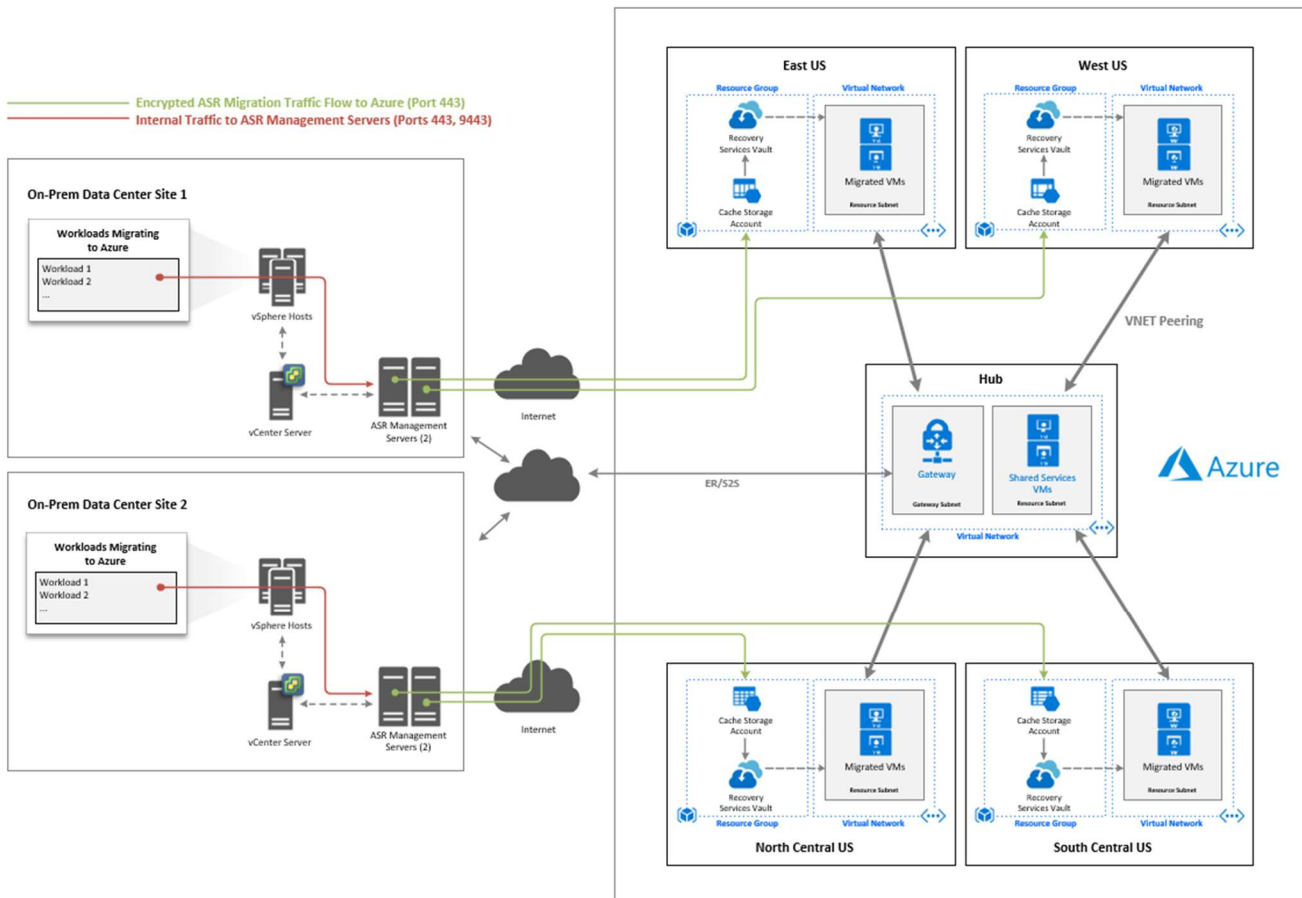 Encrypted ASR Migration Traffic Flow to Azure (Port 443)
Internal Traffic to ASR Management Servers (Ports 443, 9443)
On-Prem Data Center Site 1
Workloads Migrating
to Azure
Workload 1
Workload 2
...
vSphere Hosts
vCenter Server
ASR Management
Servers (2)
Internet
On-Prem Data Center Site 2
Workloads Migrating
to Azure
Workload 1
Workload 2
...
vSphere Hosts
vCenter Server
ASR Management
Servers (2)
Internet
ER/S2S
East US
Resource Group
Virtual Network
Recovery
Services Vault
Cache Storage
Account
Migrated VMs
Resource Subnet
West US
Resource Group
Virtual Network
Recovery
Services Vault
Cache Storage
Account
Migrated VMs
Resource Subnet
VNET Peering
Hub
Gateway
Gateway Subnet
Shared Services
VMs
Resource Subnet
Virtual Network
Azure
Cache Storage
Account
Recovery
Services Vault
Resource Group
Migrated VMs
Resource Subnet
Virtual Network
North Central US
Cache Storage
Account
Recovery
Services Vault
Resource Group
Migrated VMs
Resource Subnet
Virtual Network
South Central US